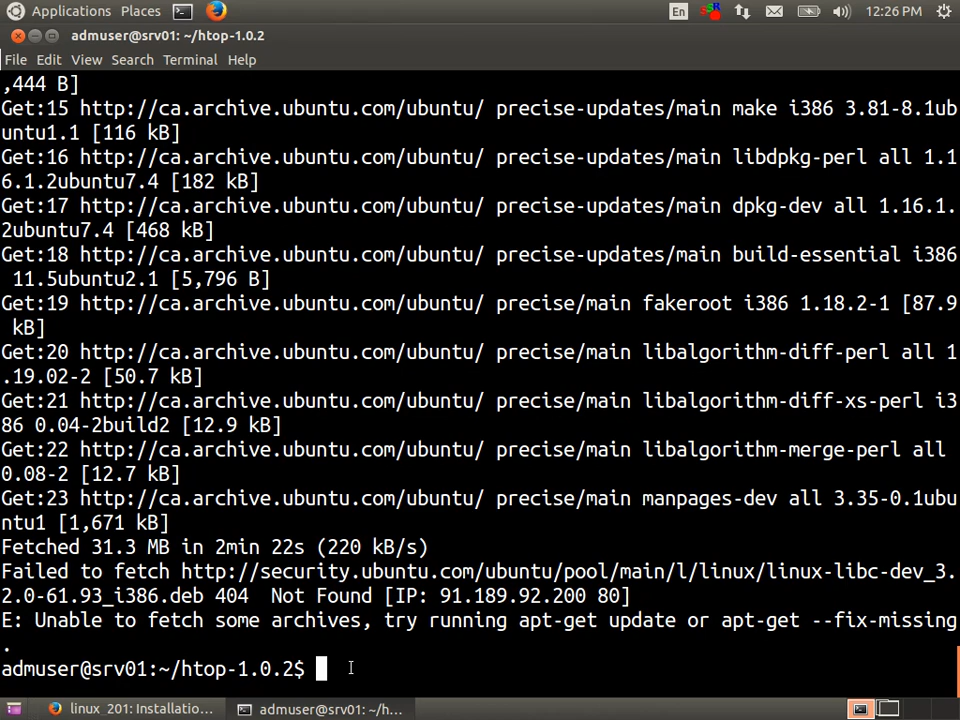 Applications Places En 12:26 PM
admuser@srv01: ~/htop-1.0.2
File Edit View Search Terminal Help
,444 B]
Get:15 http://ca.archive.ubuntu.com/ubuntu/ precise-updates/main make i386 3.81-8.1ub
untu1.1 [116 kB]
Get:16 http://ca.archive.ubuntu.com/ubuntu/ precise-updates/main libdpkg-perl all 1.1
6.1.2ubuntu7.4 [182 kB]
Get:17 http://ca.archive.ubuntu.com/ubuntu/ precise-updates/main dpkg-dev all 1.16.1.
2ubuntu7.4 [468 kB]
Get:18 http://ca.archive.ubuntu.com/ubuntu/ precise-updates/main build-essential i386
 11.5ubuntu2.1 [5,796 B]
Get:19 http://ca.archive.ubuntu.com/ubuntu/ precise/main fakeroot i386 1.18.2-1 [87.9
 kB]
Get:20 http://ca.archive.ubuntu.com/ubuntu/ precise/main libalgorithm-diff-perl all 1
.19.02-2 [50.7 kB]
Get:21 http://ca.archive.ubuntu.com/ubuntu/ precise/main libalgorithm-diff-xs-perl i3
86 0.04-2build2 [12.9 kB]
Get:22 http://ca.archive.ubuntu.com/ubuntu/ precise/main libalgorithm-merge-perl all
0.08-2 [12.7 kB]
Get:23 http://ca.archive.ubuntu.com/ubuntu/ precise/main manpages-dev all 3.35-0.1ubu
ntu1 [1,671 kB]
Fetched 31.3 MB in 2min 22s (220 kB/s)
Failed to fetch http://security.ubuntu.com/ubuntu/pool/main/l/linux/linux-libc-dev_3.
2.0-61.93_i386.deb 404  Not Found [IP: 91.189.92.200 80]
E: Unable to fetch some archives, try running apt-get update or apt-get --fix-missing
.
admuser@srv01:~/htop-1.0.2$
linux_201: Installatio... admuser@srv01: ~/h...